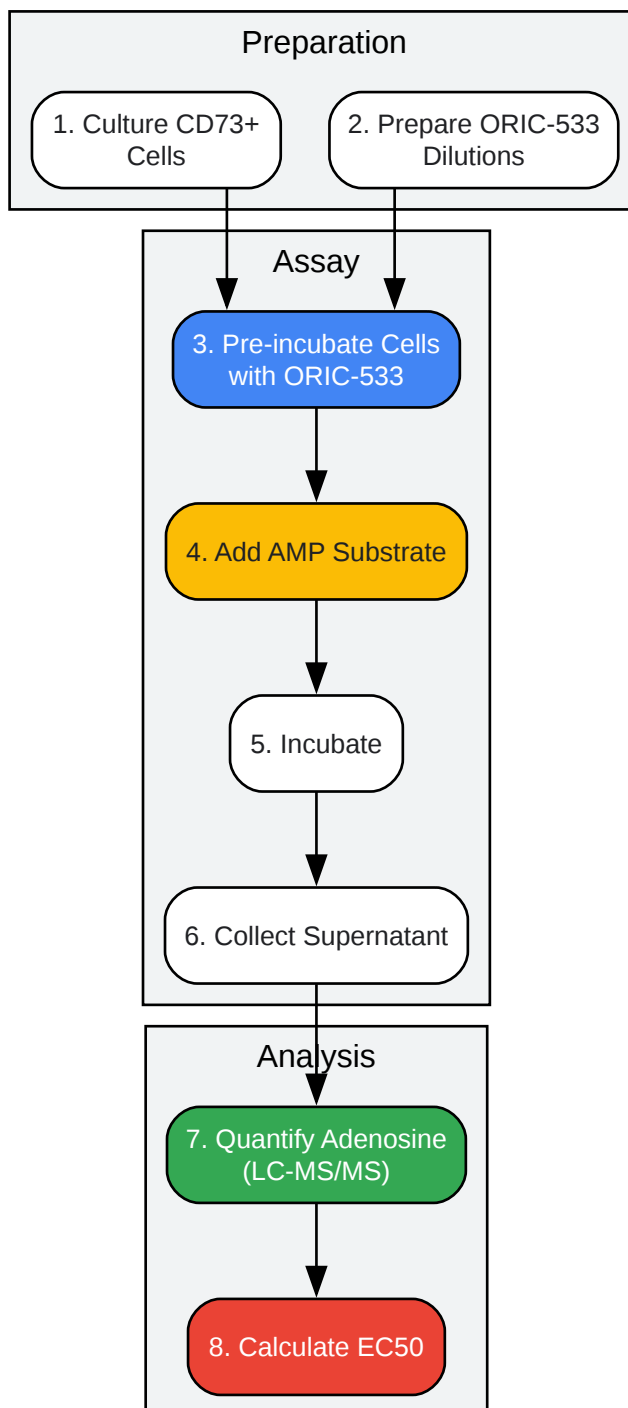 Preparation
1. Culture CD73+
Cells
2. Prepare ORIC-533
Dilutions
Assay
3. Pre-incubate Cells
with ORIC-533
4. Add AMP Substrate
5. Incubate
6. Collect Supernatant
Analysis
7. Quantify Adenosine
(LC-MS/MS)
8. Calculate EC50